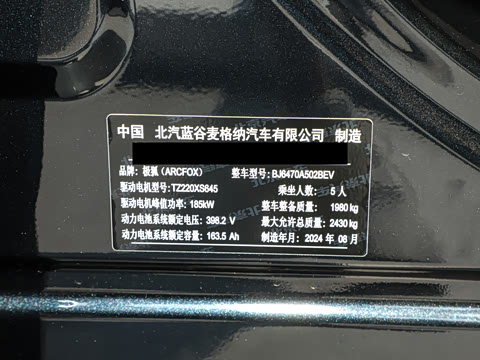 中国 北汽蓝谷麦格纳汽车有限公司 制造
品牌：极狐（ARCFOX） 整车型号：BJ6470A502BEV
驱动电机型号：TZ220XS645 乘坐人数： 5 人
驱动电机峰值功率：185kW 整车整备质量： 1980 kg
动力电池系统额定电压：398.2 V 最大允许总质量：2430 kg
动力电池系统额定容量：163.5 Ah 制造年月：2024 年 08 月